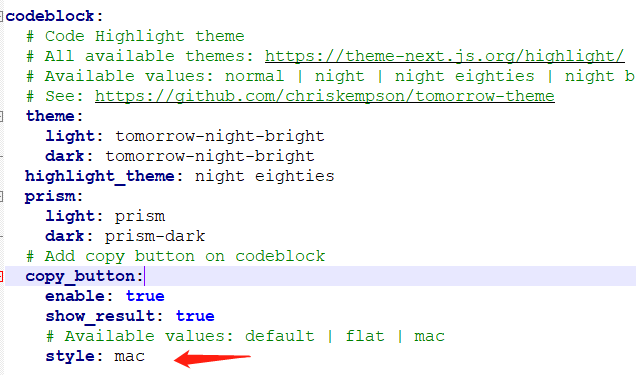 codeblock:
# Code Highlight theme
# All available themes: https://theme-next.js.org/highlight/
# Available values: normal | night | night eighties | night b
# See: https://github.com/chriskempson/tomorrow-theme
theme:
light: tomorrow-night-bright
dark: tomorrow-night-bright
highlight_theme: night eighties
prism:
light: prism
dark: prism-dark
# Add copy button on codeblock
copy_button:
enable: true
show_result: true
# Available values: default | flat | mac
style: mac